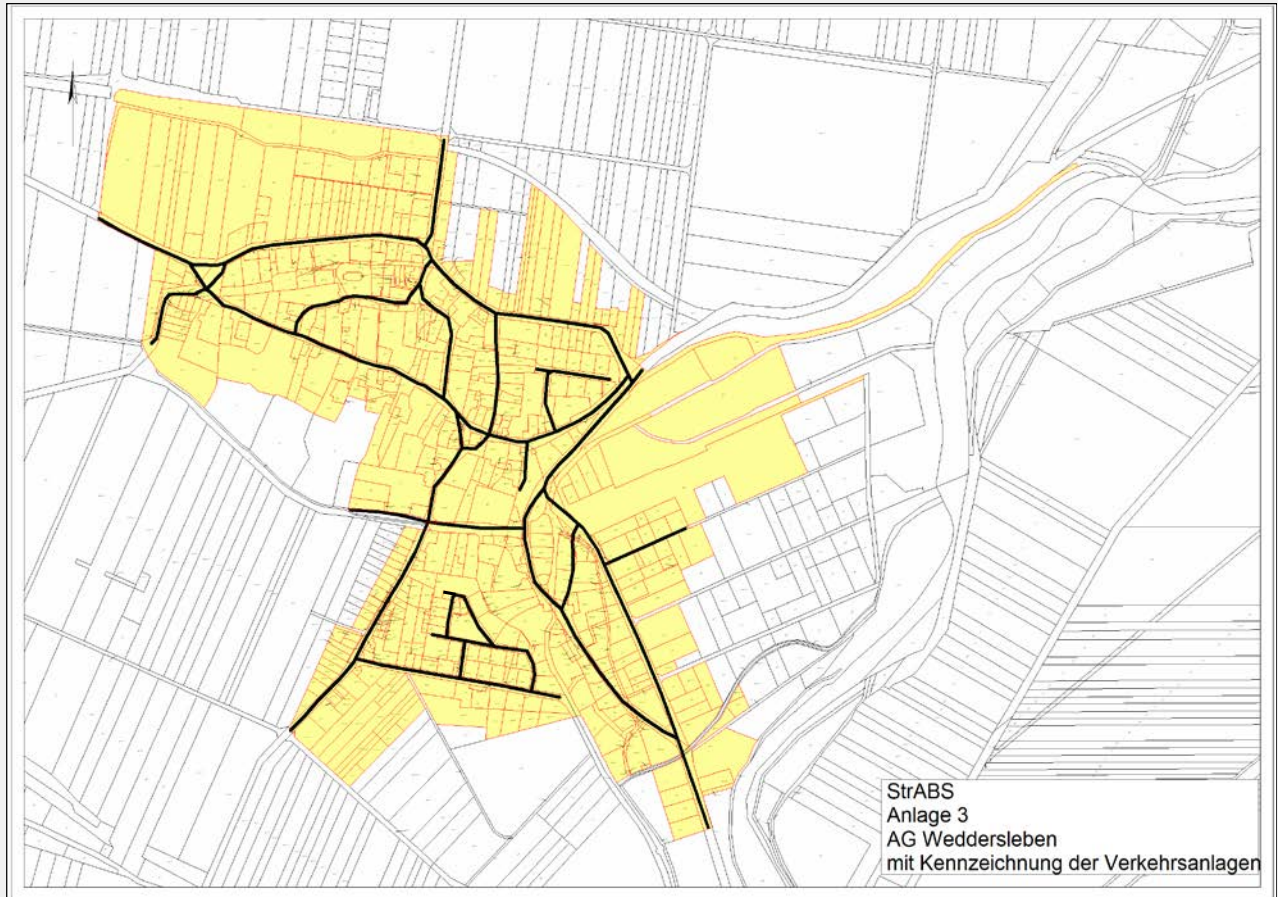 StrABS
Anlage 3
AG Weddersleben
mit Kennzeichnung der Verkehrsanlagen